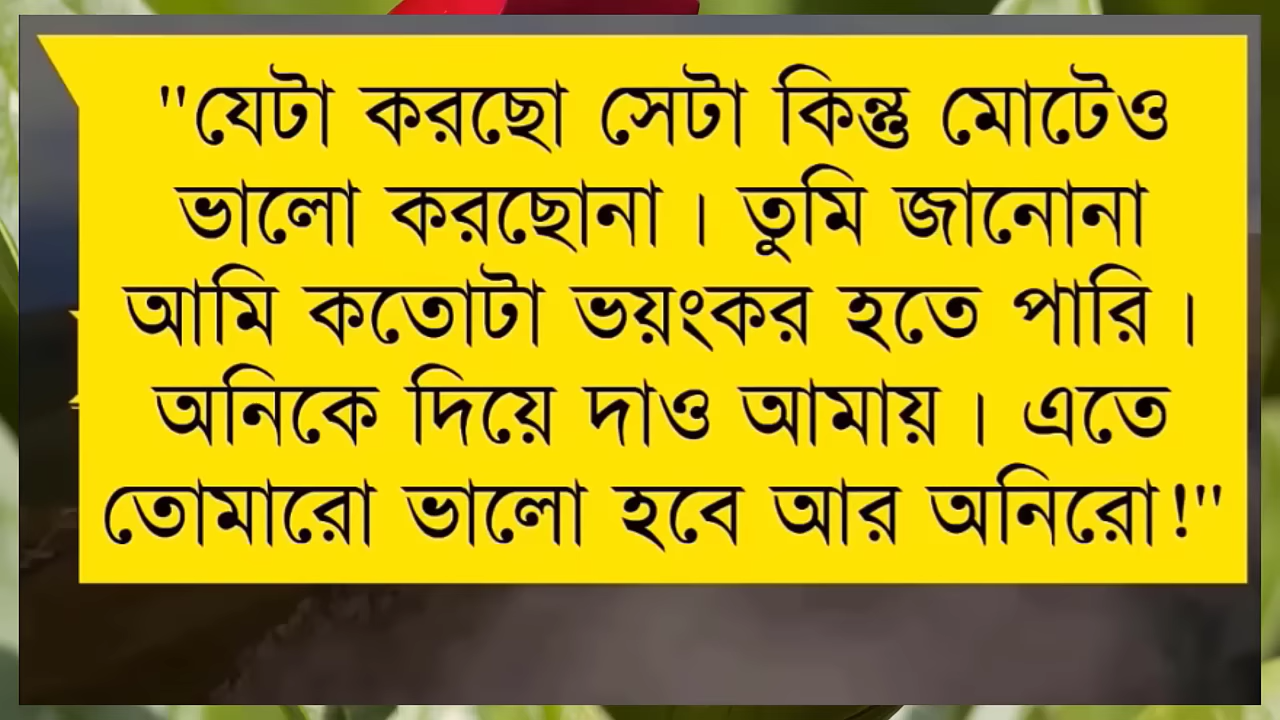 "যেটা করছো সেটা কিন্তু মোটেও
ভালো করছোনা। তুমি জানোনা
আমি কতোটা ভয়ংকর হতে পারি।
অনিকে দিয়ে দাও আমায়। এতে
তোমারো ভালো হবে আর অনিরো!"